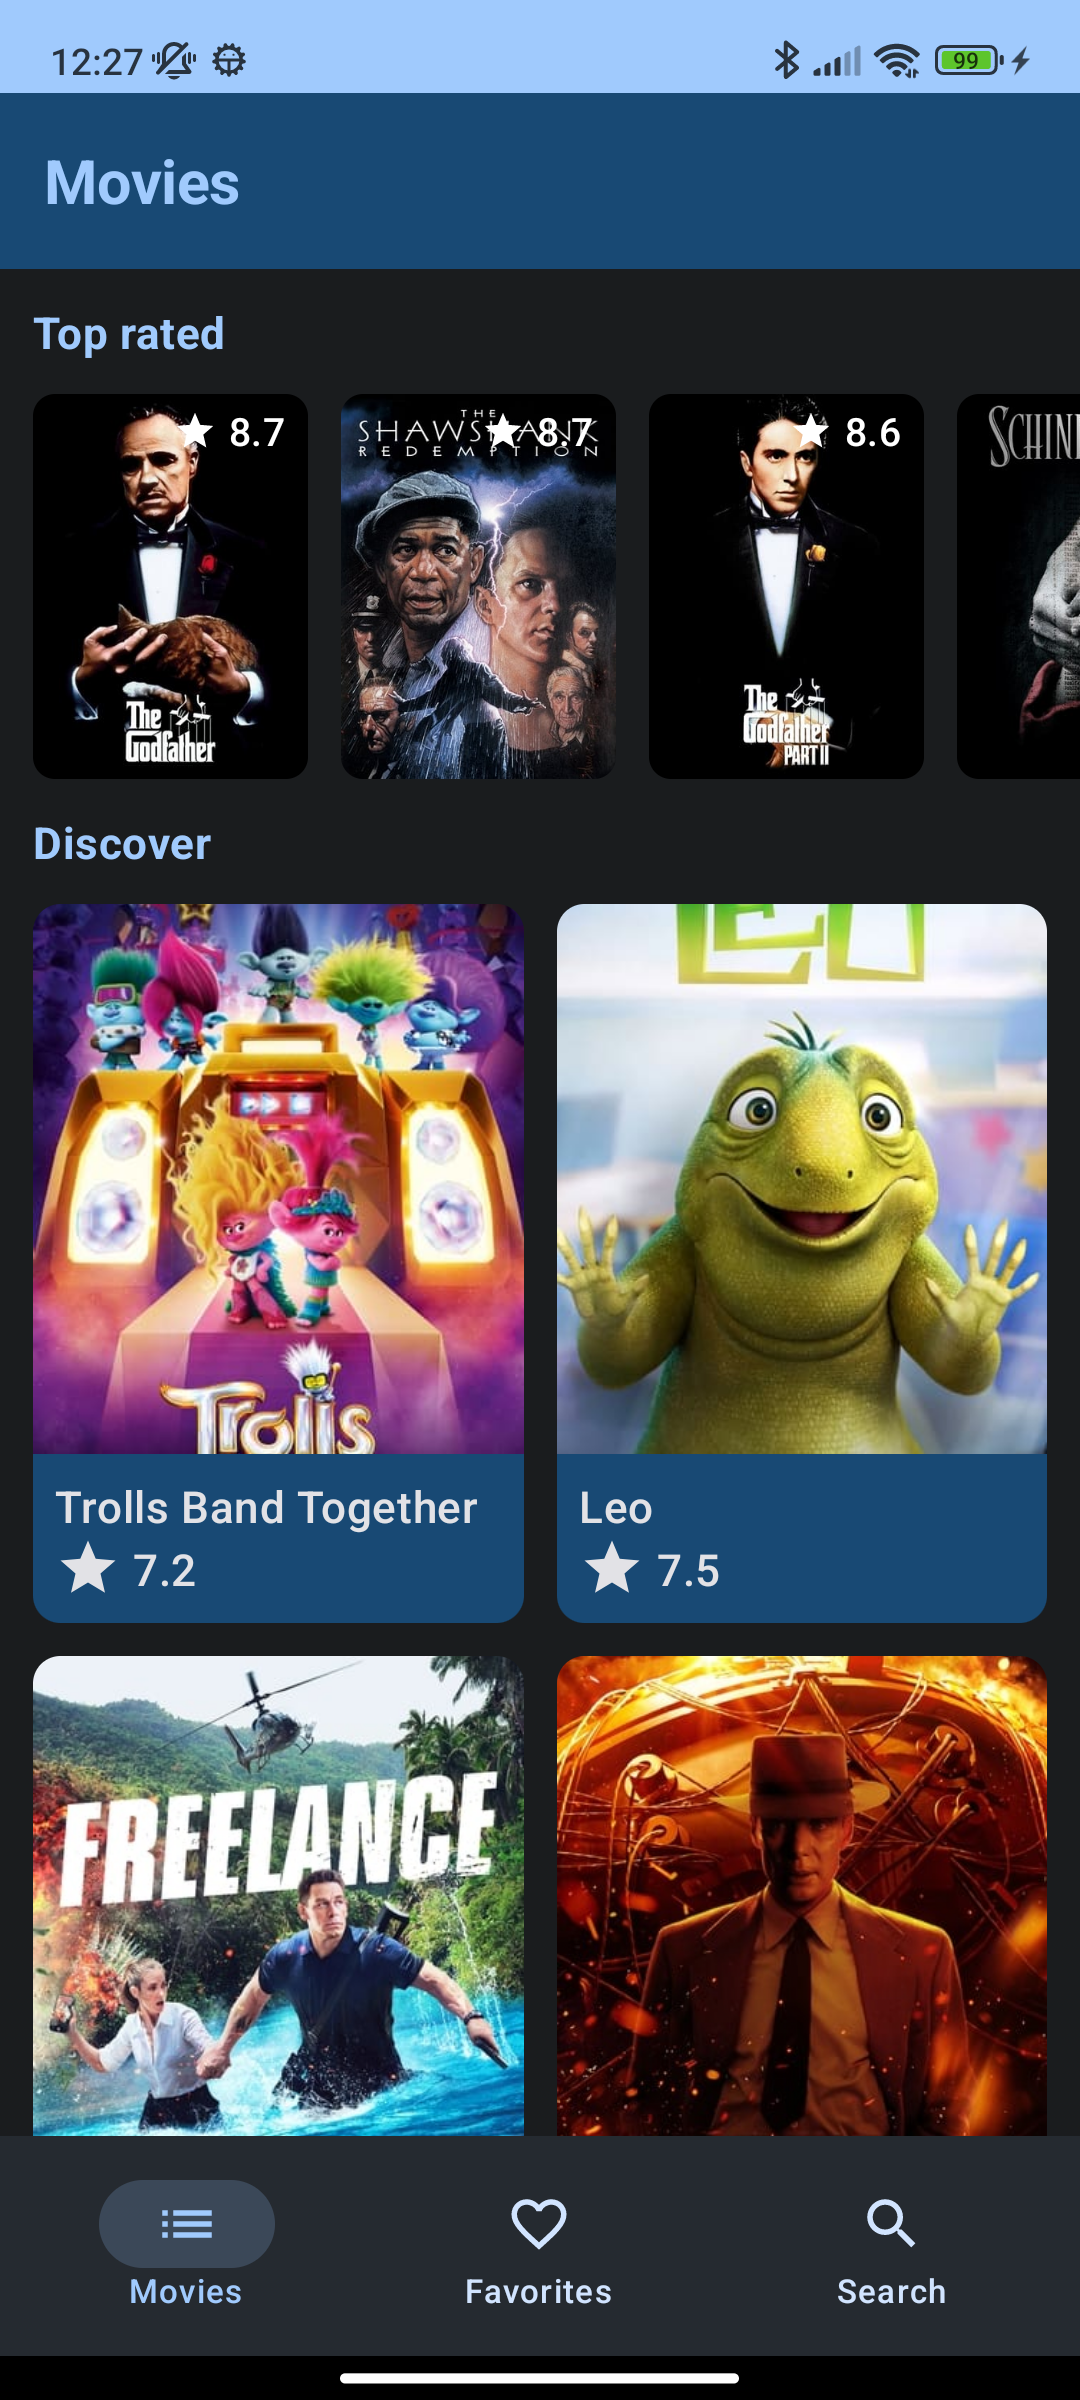 12:27
99
Movies
Top rated
8.7
The Godfather
THE
SHAWSHANK
REDEMPTION
8.7
8.6
The Godfather
PART II
SCHIN
Discover
LEO
Trolls
Trolls Band Together
7.2
Leo
7.5
FREELANCE
Movies
Favorites
Search